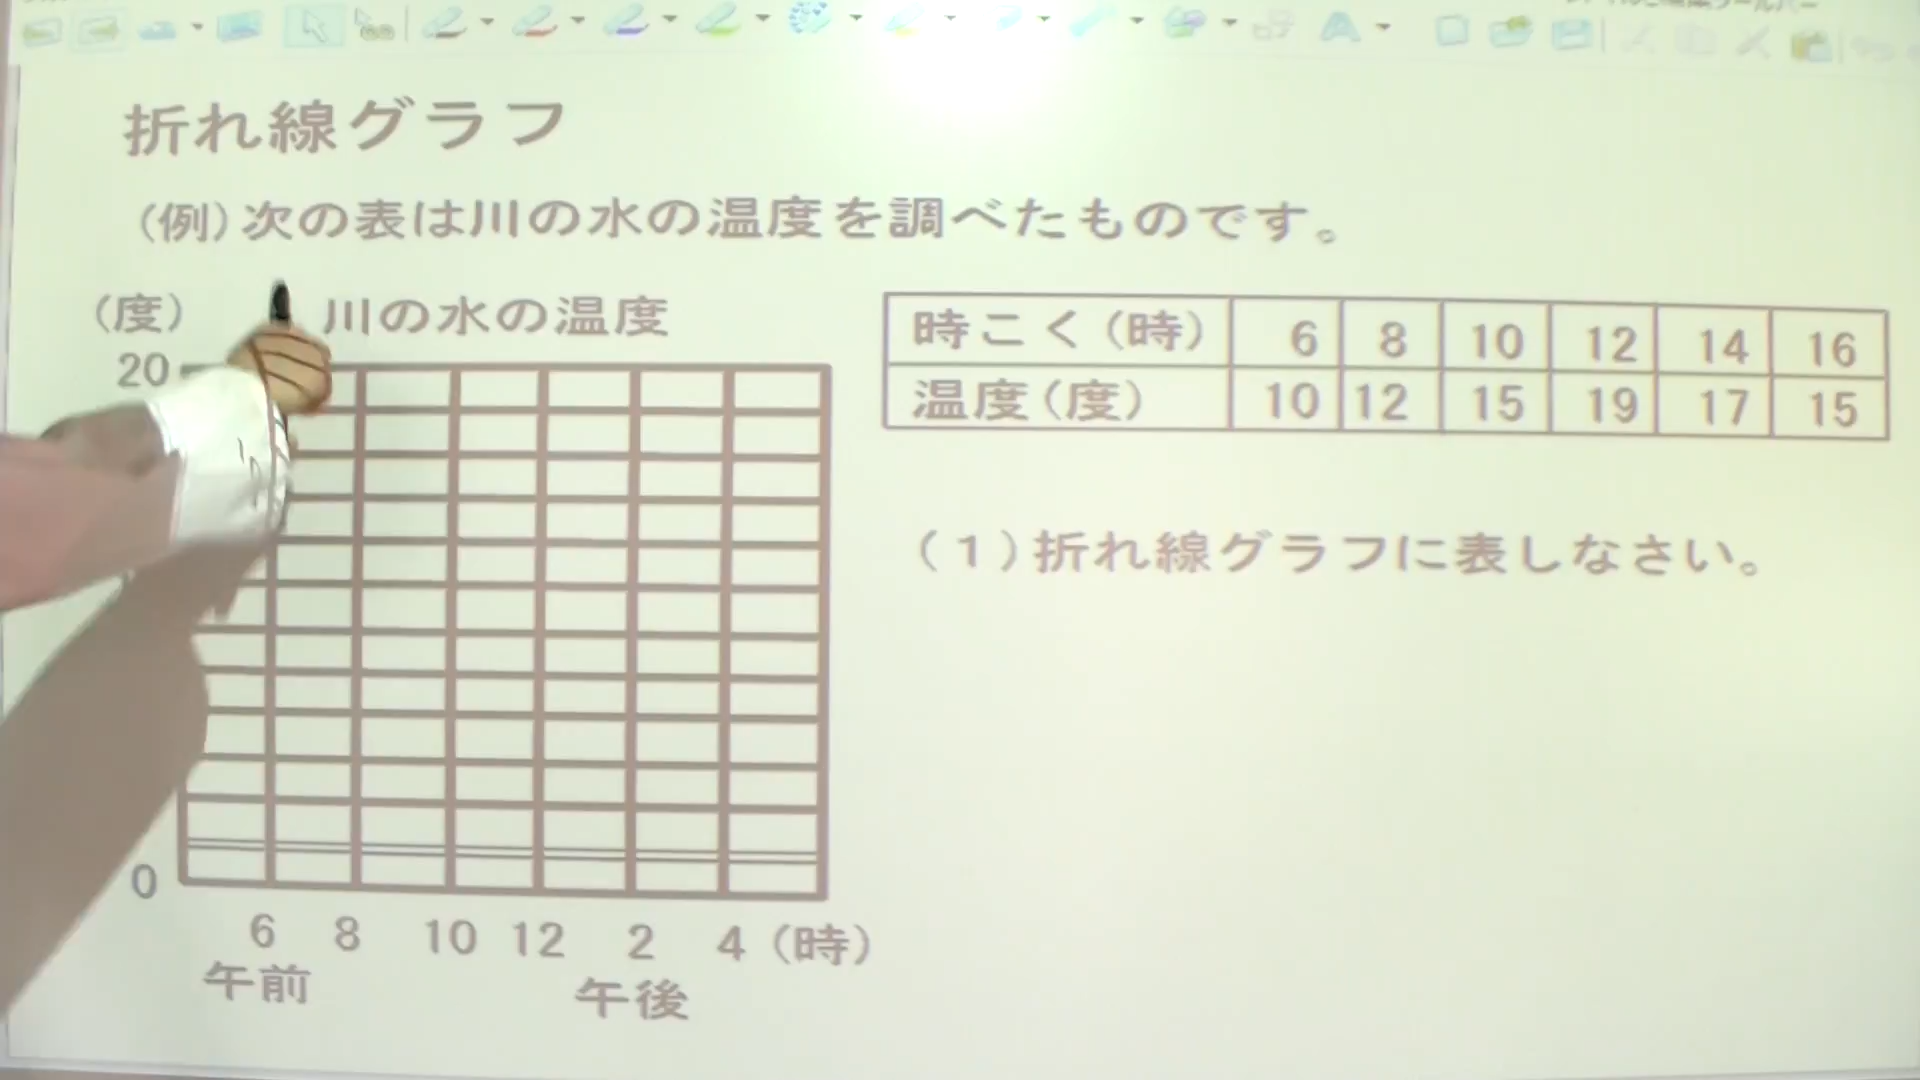 折れ線グラフ
(例)次の表は川の水の温度を調べたものです。
(度) 川の水の温度
20
0
6 8 10 12 2 4 (時)
午前 午後
時こく(時) 6 8 10 12 14 16
温度(度) 10 12 15 19 17 15
(1)折れ線グラフに表しなさい。